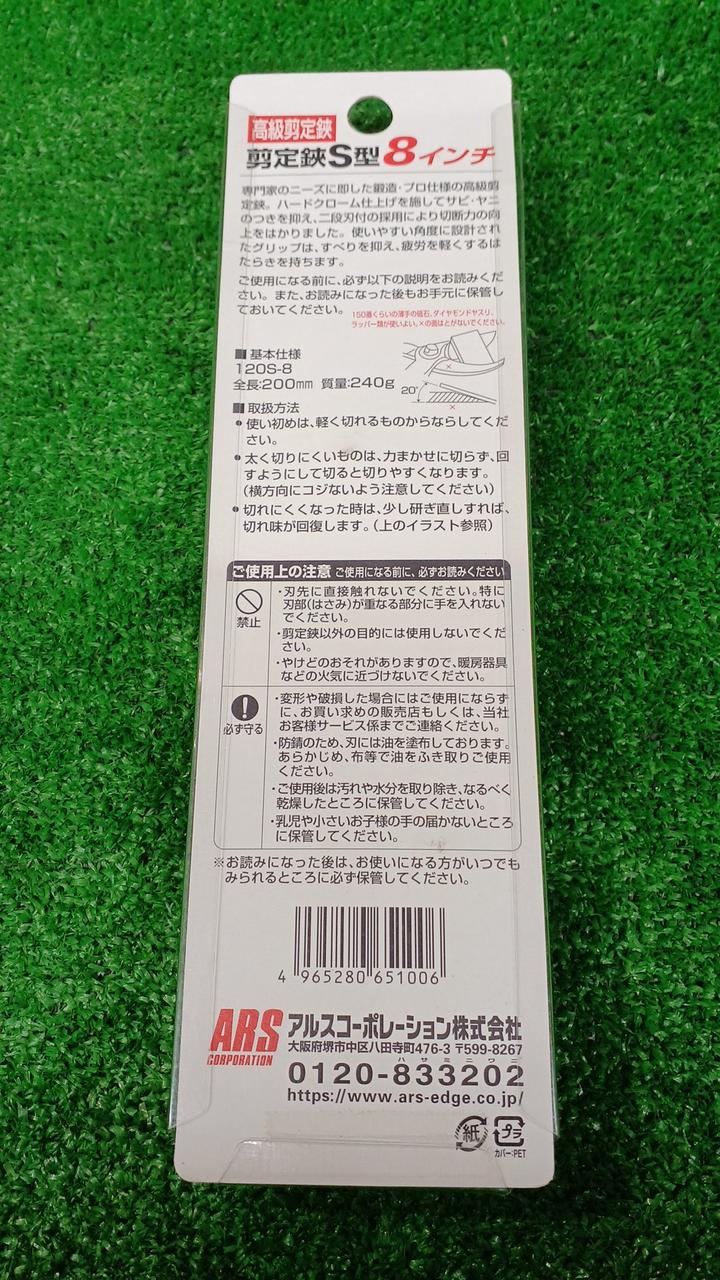 高級剪定鋏
剪定鋏S型8インチ
専門家のニーズに即した鍛造・プロ仕様の高級剪
定鋏。ハードクローム仕上げを施してサビ・ヤニ
のつきを抑え、二段刃付の採用により切断力の向
上をはかりました。使いやすい角度に設計され
たグリップは、すべりを抑え、疲労を軽くするは
たらきを持ちます。
ご使用になる前に、必ず以下の説明をお読みくだ
さい。また、お読みになった後もお手元に保管し
ておいてください。
150番くらいの薄手の砥石、ダイヤモンドヤスリ、
ラッパー類が使いよい。×の面はとがないでください。
■ 基本仕様
120S-8
全長:200mm 質量:240g
20°
×
×
■ 取扱方法
● 使い初めは、軽く切れるものからならしてくだ
さい。
● 太く切りにくいものは、力まかせに切らず、回
すようにして切ると切りやすくなります。
(横方向にコジないよう注意してください)
● 切れにくくなった時は、少し研ぎ直しすれば、
切れ味が回復します。(上のイラスト参照)
ご使用上の注意 ご使用になる前に、必ずお読みください
禁止
・刃先に直接触れないでください。特に
刃部(はさみ)が重なる部分に手を入れない
でください。
・剪定鋏以外の目的には使用しないでくだ
さい。
・やけどのおそれがありますので、暖房器具
などの火気に近づけないでください。
必ず守る
・変形や破損した場合にはご使用にならず
に、お買い求めの販売店もしくは、当社
お客様サービス係までご連絡ください。
・防錆のため、刃には油を塗布しております。
あらかじめ、布等で油をふき取りご使用
ください。
・ご使用後は汚れや水分を取り除き、なるべく
乾燥したところに保管してください。
・乳児や小さいお子様の手の届かないところ
に保管してください。
※お読みになった後は、お使いになる方がいつでも
みられるところに必ず保管してください。
4 965280 651006
ARS
CORPORATION
アルスコーポレーション株式会社
大阪府堺市中区八田寺町476-3 〒599-8267
ハサミニワニ
0120-833202
https://www.ars-edge.co.jp/
紙
プラ
カバー:PET